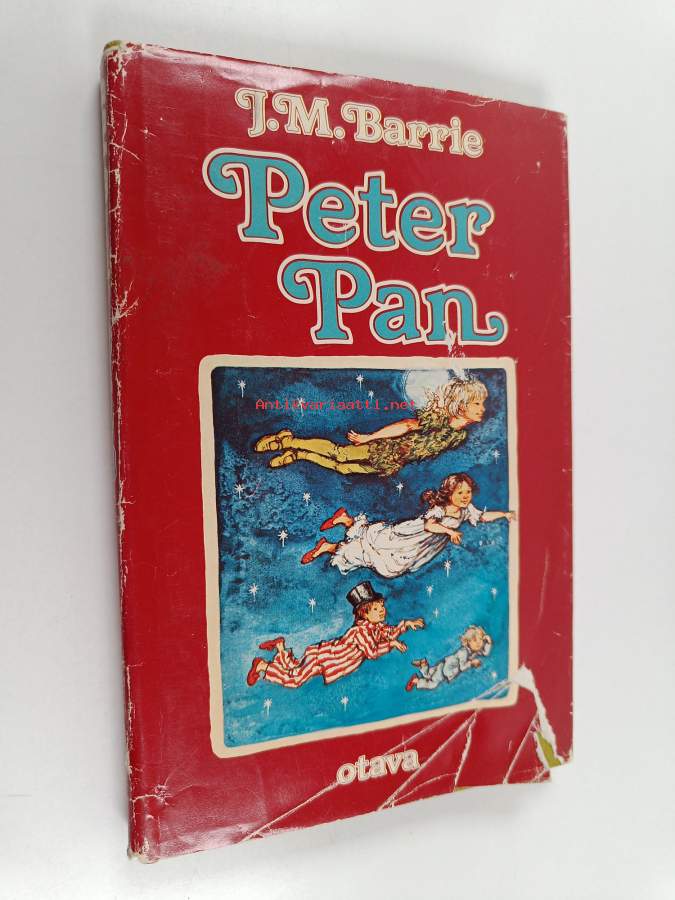 J.M. Barrie
Peter
Pan
Antikvariaatti.net
otava